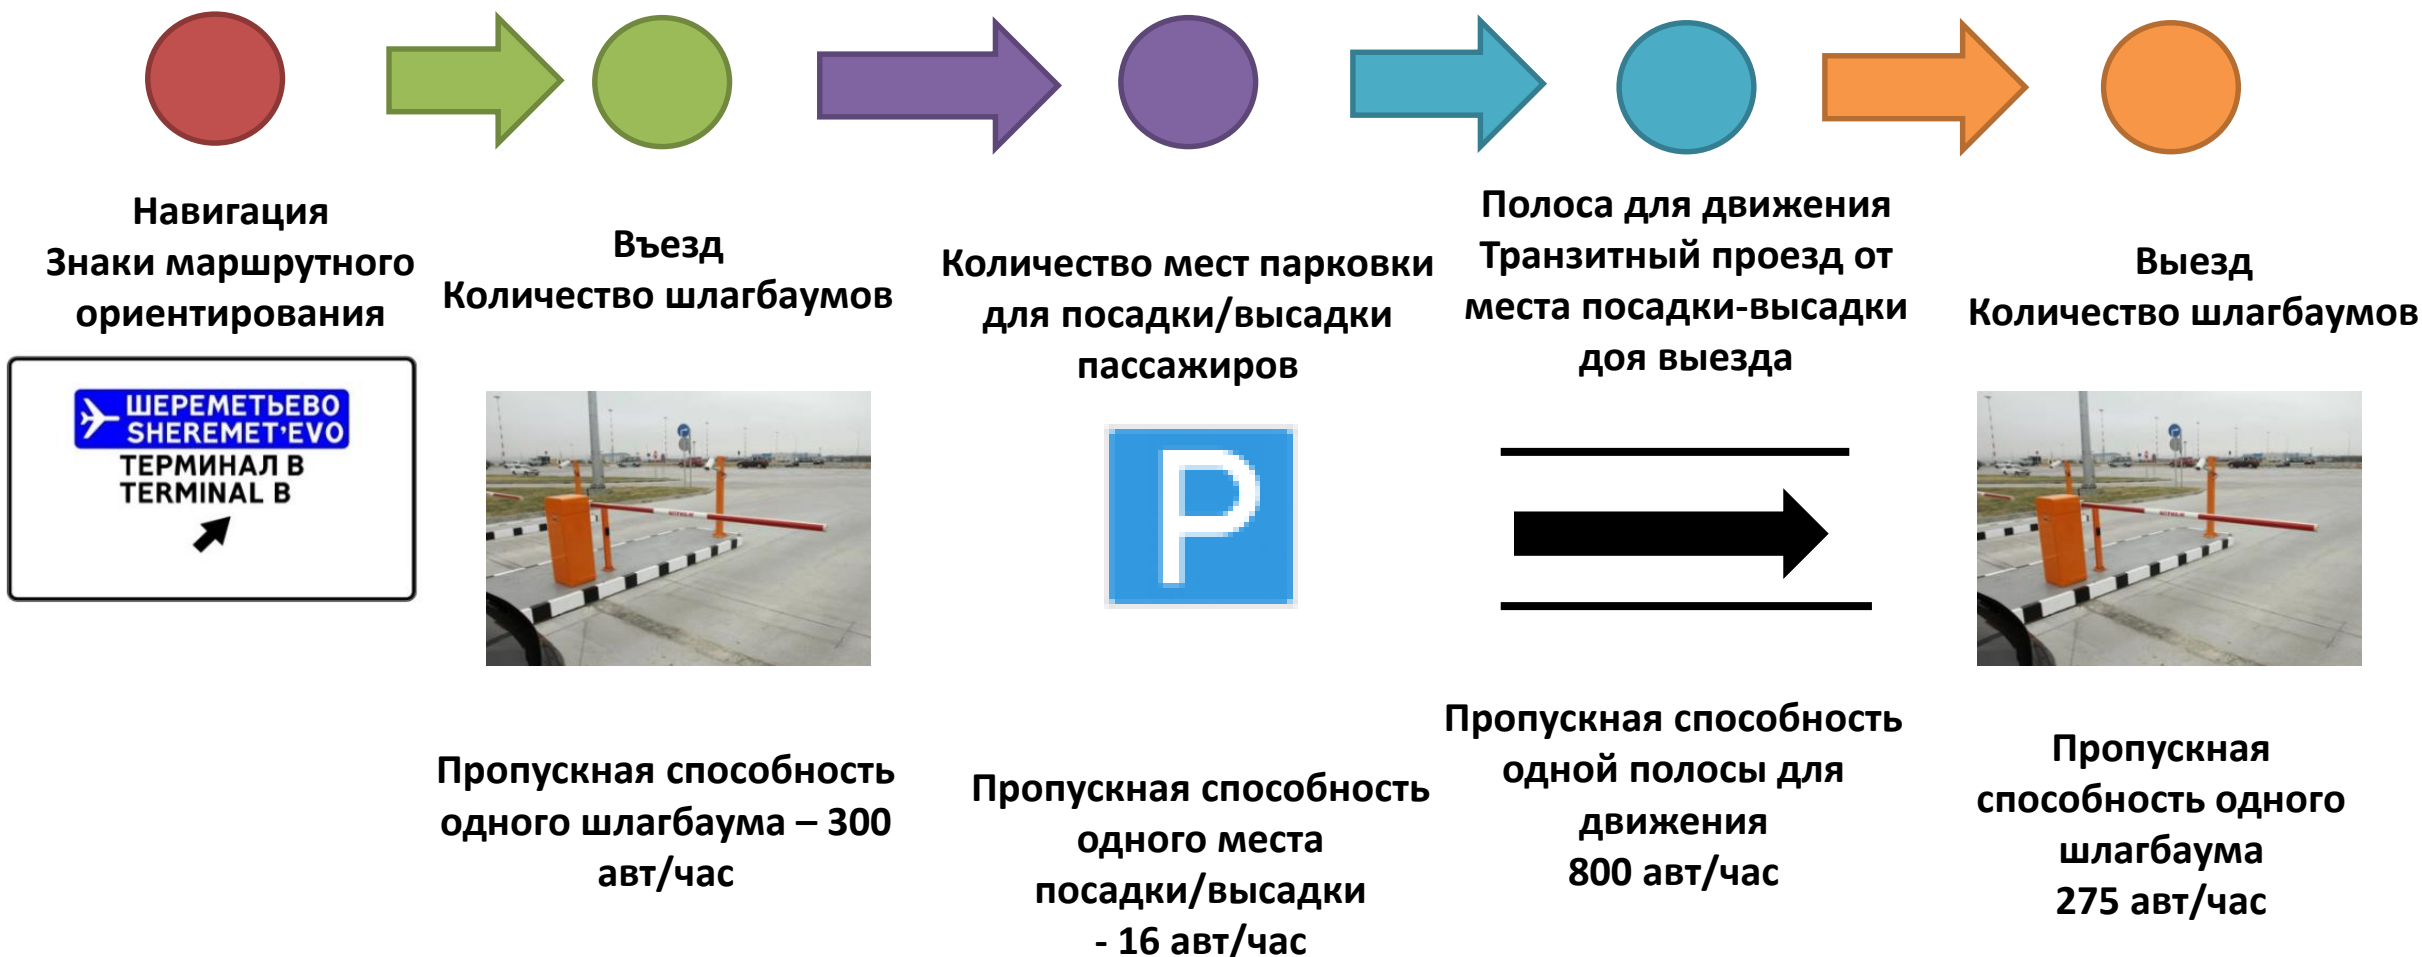 Навигация
Знаки маршрутного
ориентирования
ШЕРЕМЕТЬЕВО
SHEREMET'EVO
ТЕРМИНАЛ B
TERMINAL B
Въезд
Количество шлагбаумов
Пропускная способность
одного шлагбаума – 300
авт/час
Количество мест парковки
для посадки/высадки
пассажиров
P
Пропускная способность
одного места
посадки/высадки
- 16 авт/час
Полоса для движения
Транзитный проезд от
места посадки-высадки
доя выезда
Пропускная способность
одной полосы для
движения
800 авт/час
Выезд
Количество шлагбаумов
Пропускная
способность одного
шлагбаума
275 авт/час